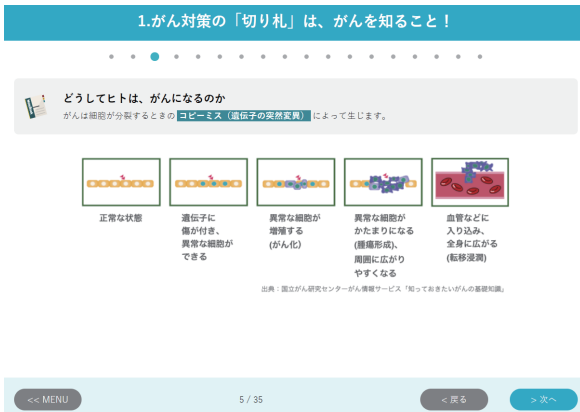 1.がん対策の「切り札」は、がんを知ること！
どうしてヒトは、がんになるのか
がんは細胞が分裂するときの コピーミス（遺伝子の突然変異） によって生じます。
正常な状態
遺伝子に
傷が付き、
異常な細胞が
できる
異常な細胞が
増殖する
(がん化)
異常な細胞が
かたまりになる
(腫瘍形成)、
周囲に広がり
やすくなる
血管などに
入り込み、
全身に広がる
(転移浸潤)
出典：国立がん研究センターがん情報サービス「知っておきたいがんの基礎知識」
<< MENU
5 / 35
< 戻る
> 次へ